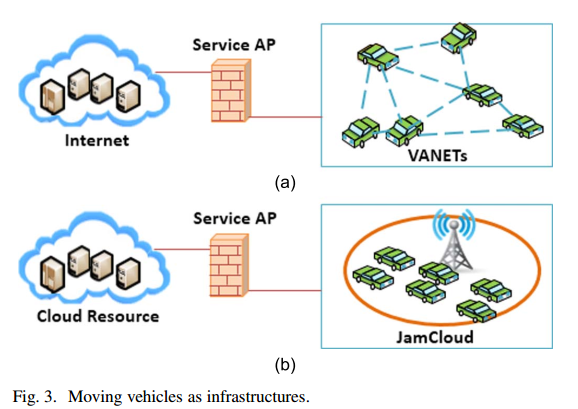 Service AP
Internet
VANETs
(a)
Service AP
Cloud Resource
JamCloud
(b)
Fig. 3. Moving vehicles as infrastructures.